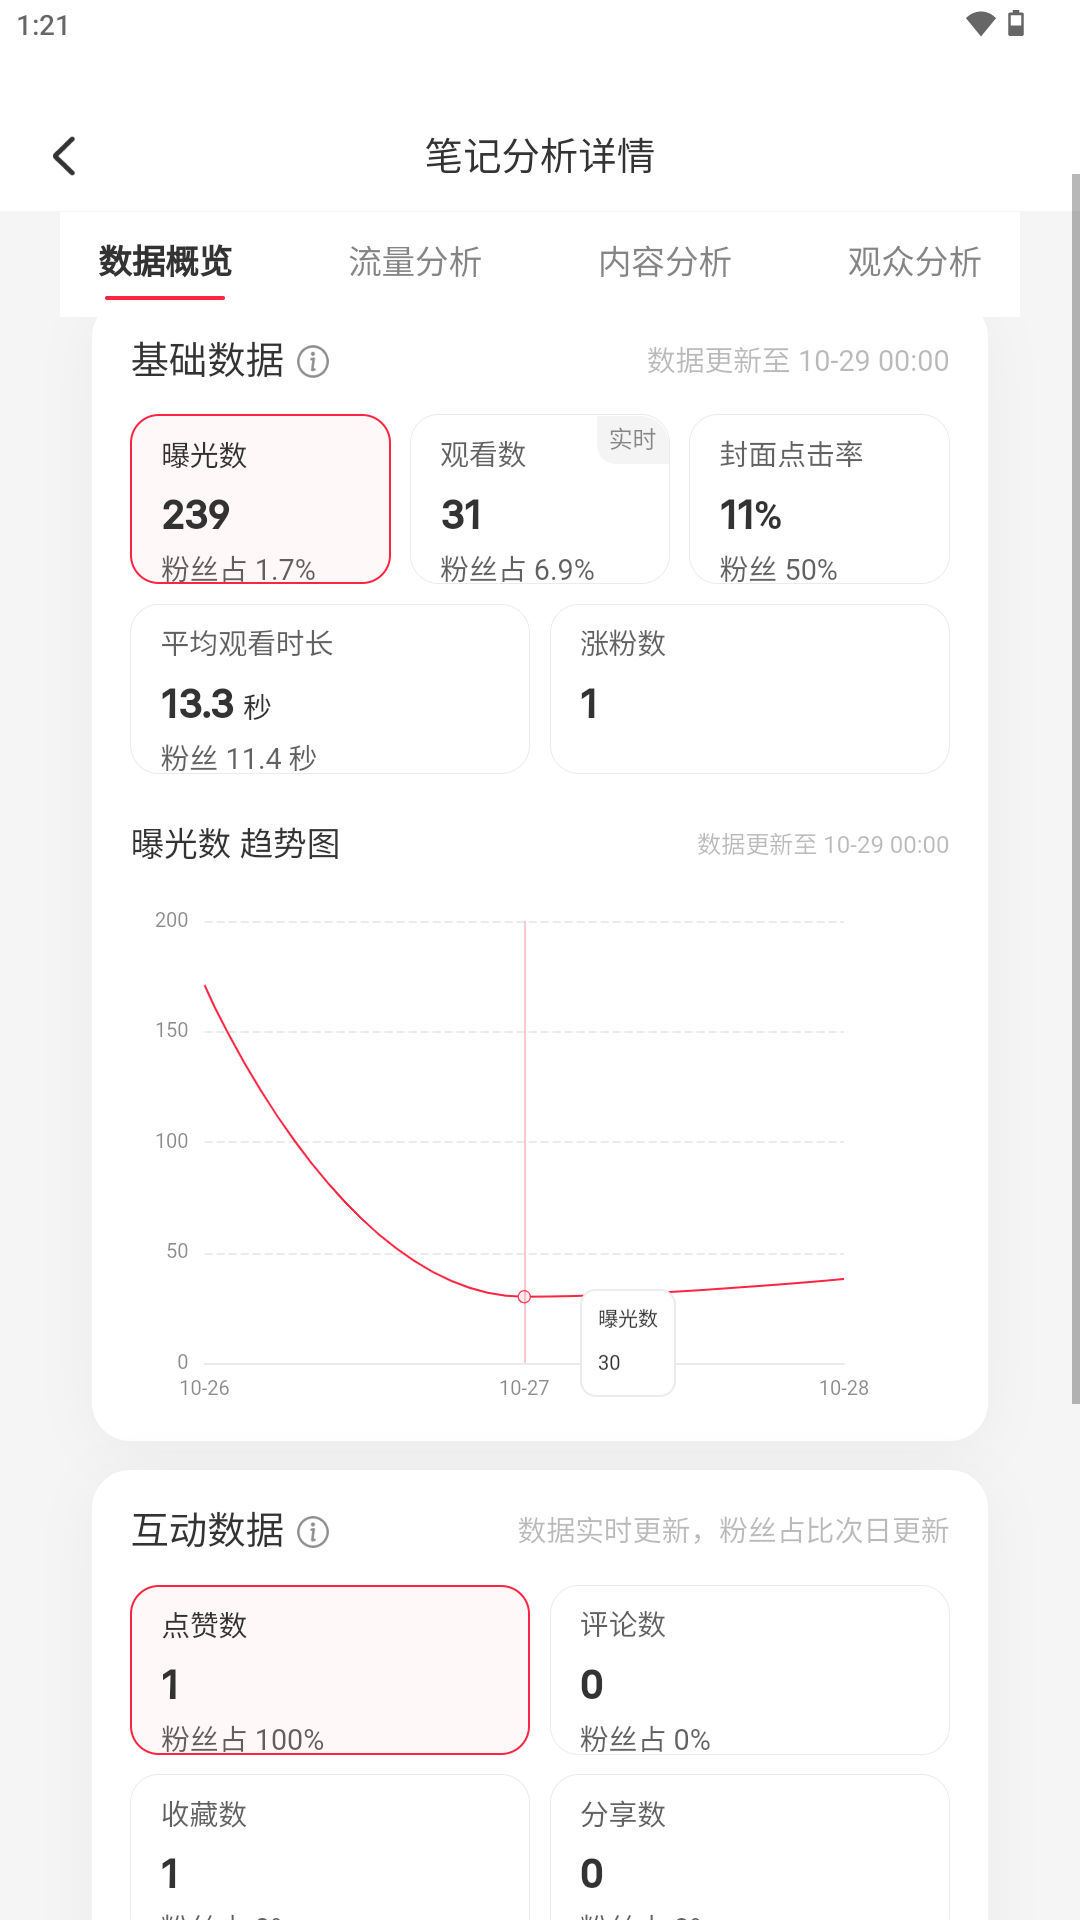 1:21
笔记分析详情
数据概览 流量分析 内容分析 观众分析
基础数据 数据更新至 10-29 00:00
曝光数
239
粉丝占 1.7%
观看数 实时
31
粉丝占 6.9%
封面点击率
11%
粉丝 50%
平均观看时长
13.3 秒
粉丝 11.4 秒
涨粉数
1
曝光数 趋势图 数据更新至 10-29 00:00
200
150
100
50
0
10-26 10-27 10-28
曝光数
30
互动数据 数据实时更新，粉丝占比次日更新
点赞数
1
粉丝占 100%
评论数
0
粉丝占 0%
收藏数
1
分享数
0